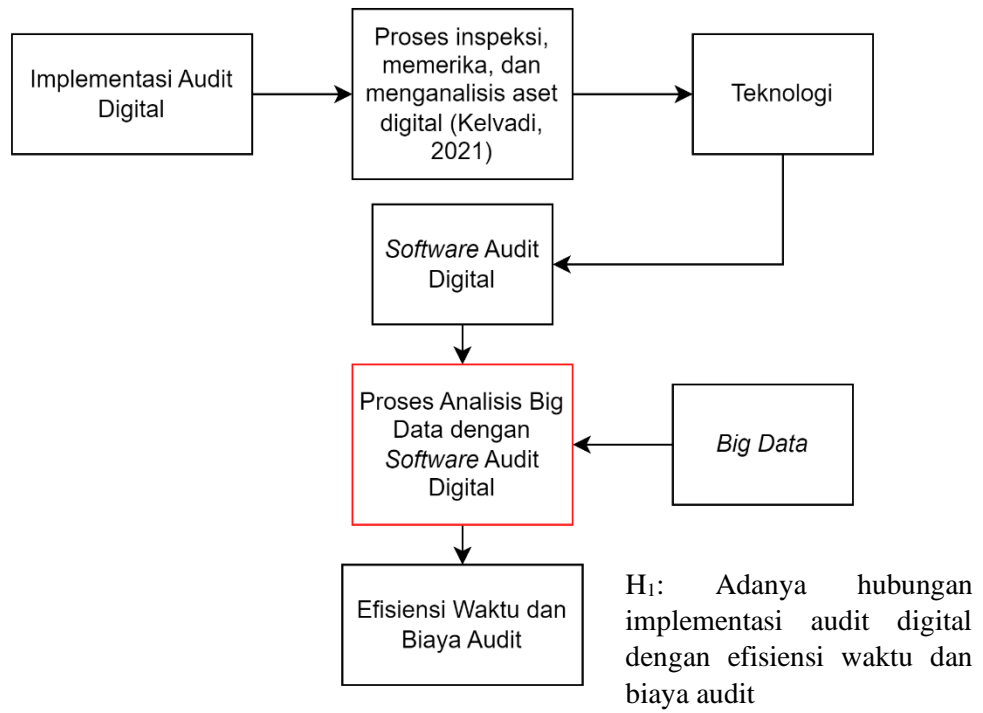 Implementasi Audit
Digital
Proses inspeksi,
memerika, dan
menganalisis aset
digital (Kelvadi,
2021)
Teknologi
Software Audit
Digital
Proses Analisis Big
Data dengan
Software Audit
Digital
Big Data
Efisiensi Waktu dan
Biaya Audit
H₁: Adanya hubungan
implementasi audit digital
dengan efisiensi waktu dan
biaya audit